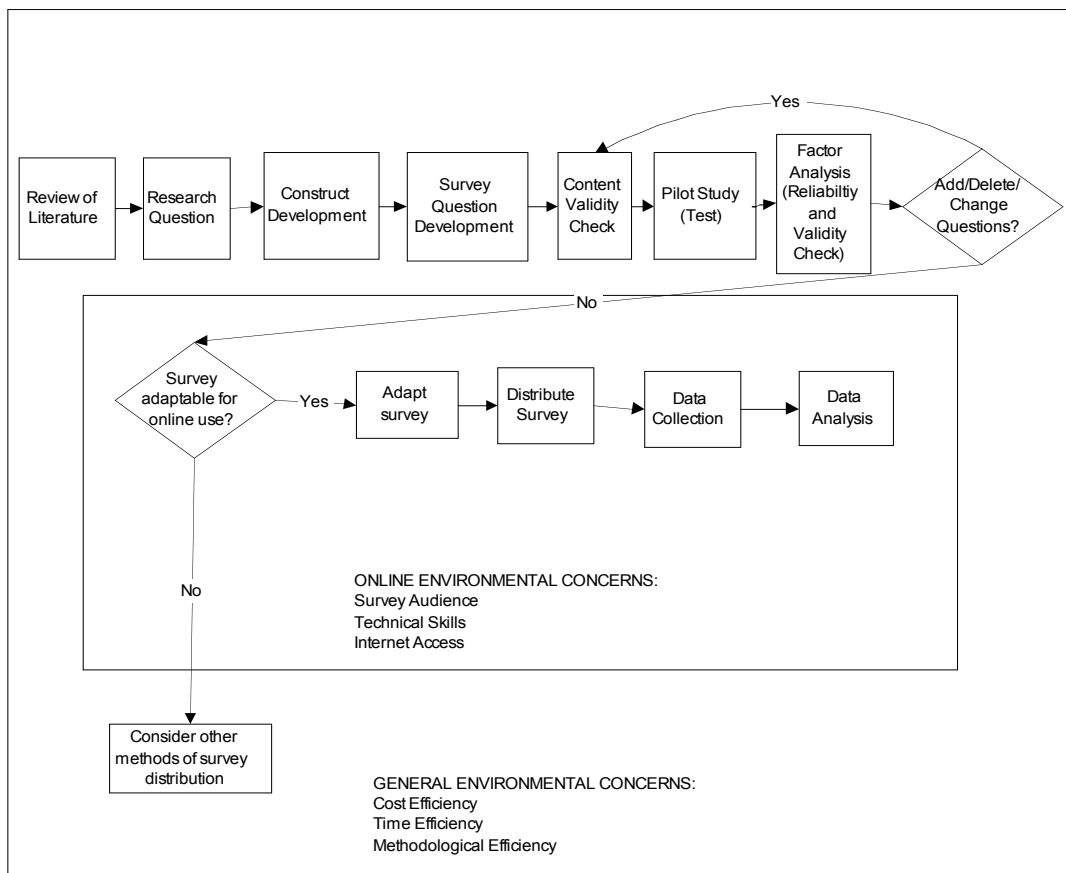 Yes
Review of
Literature
Research
Question
Construct
Development
Survey
Question
Development
Content
Validity
Check
Pilot Study
(Test)
Factor
Analysis
(Reliabiltiy
and
Validity
Check)
Add/Delete/
Change
Questions?
No
Survey
adaptable for
online use?
Yes
Adapt
survey
Distribute
Survey
Data
Collection
Data
Analysis
No
ONLINE ENVIRONMENTAL CONCERNS:
Survey Audience
Technical Skills
Internet Access
Consider other
methods of survey
distribution
GENERAL ENVIRONMENTAL CONCERNS:
Cost Efficiency
Time Efficiency
Methodological Efficiency